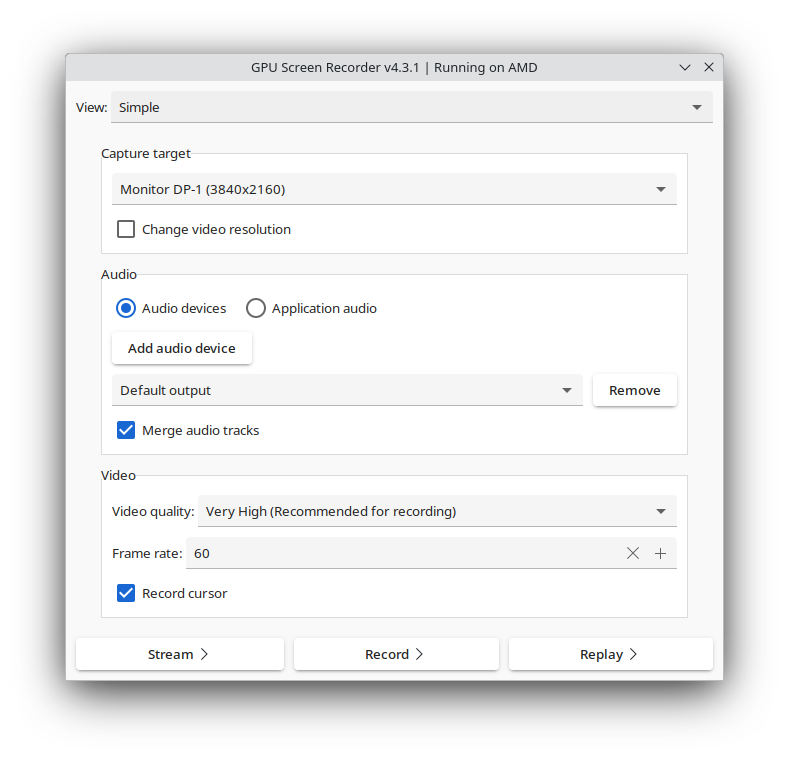 GPU Screen Recorder v4.3.1 | Running on AMD
View: Simple
Capture target
Monitor DP-1 (3840x2160)
Change video resolution
Audio
Audio devices Application audio
Add audio device
Default output Remove
Merge audio tracks
Video
Video quality: Very High (Recommended for recording)
Frame rate: 60
Record cursor
Stream Record Replay